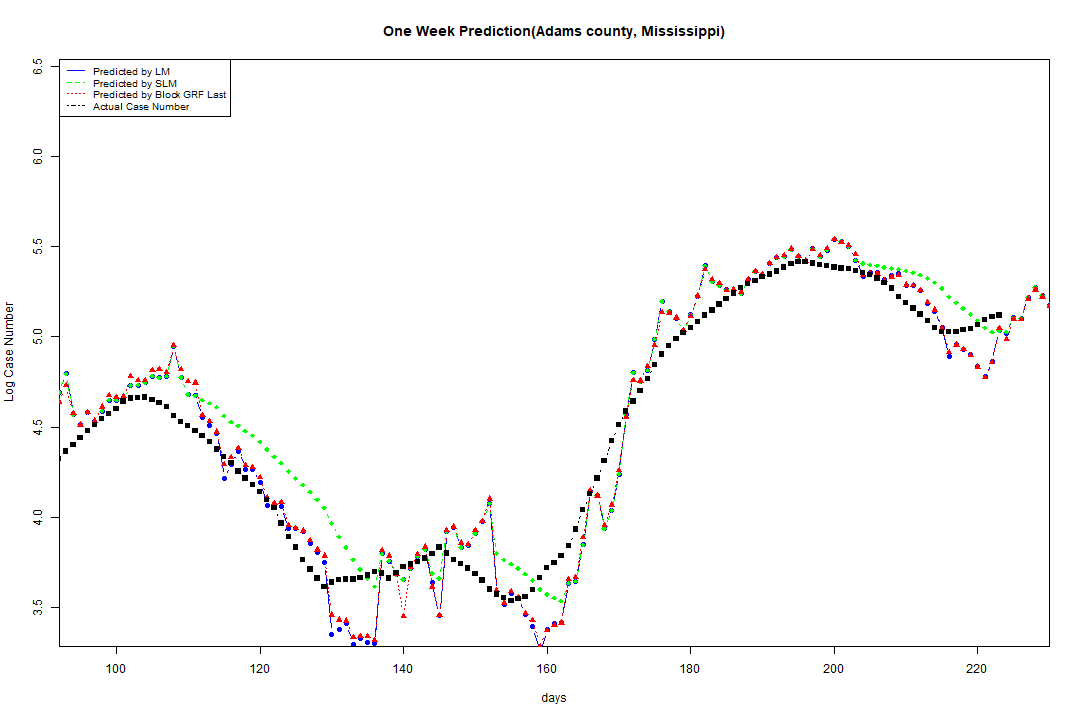 One Week Prediction(Adams county, Mississippi)
Predicted by LM
Predicted by SLM
Predicted by Block GRF Last
Actual Case Number
6.5
6.0
5.5
5.0
4.5
4.0
3.5
Log Case Number
100 120 140 160 180 200 220
days